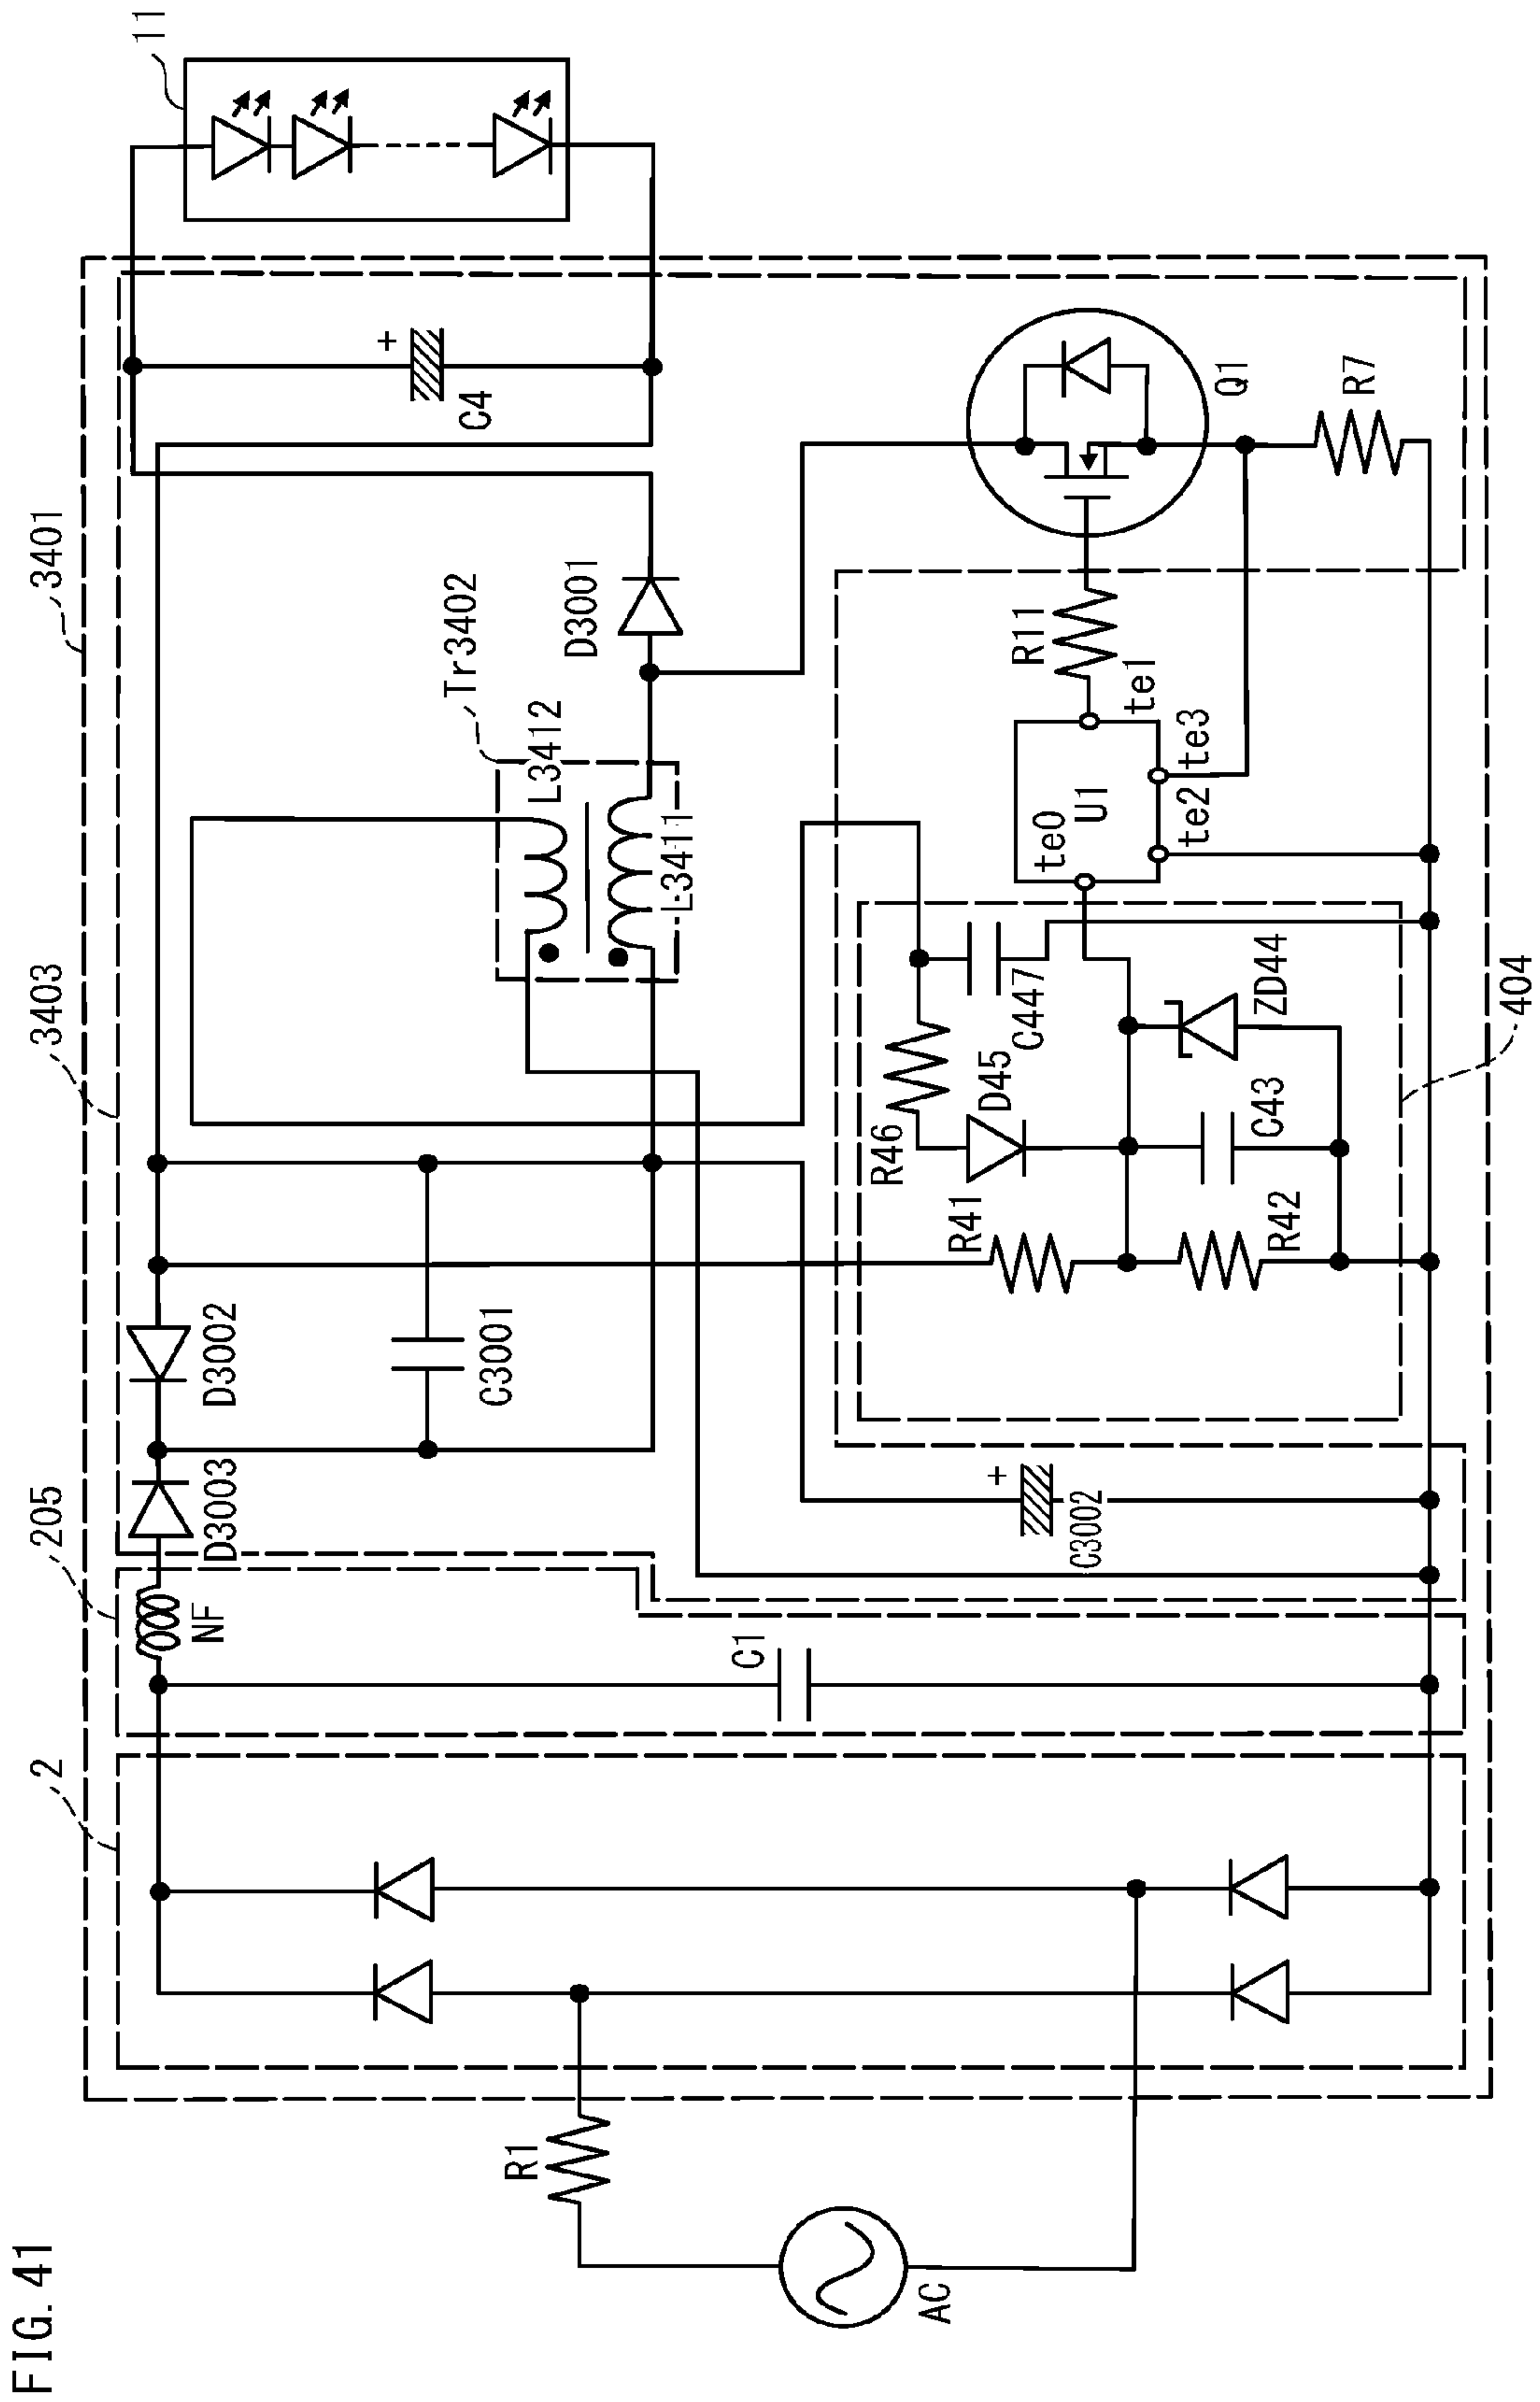 FIG. 41
3401
3403
205
2
11
Tr3402
L3412
L3411
D3001
D3002
D3003
C3001
NF
C1
C4
+
R1
AC
+
C3002
R41
R42
R46
D45
C447
C43
ZD44
404
te0
U1
te1
te2
te3
R11
Q1
R7